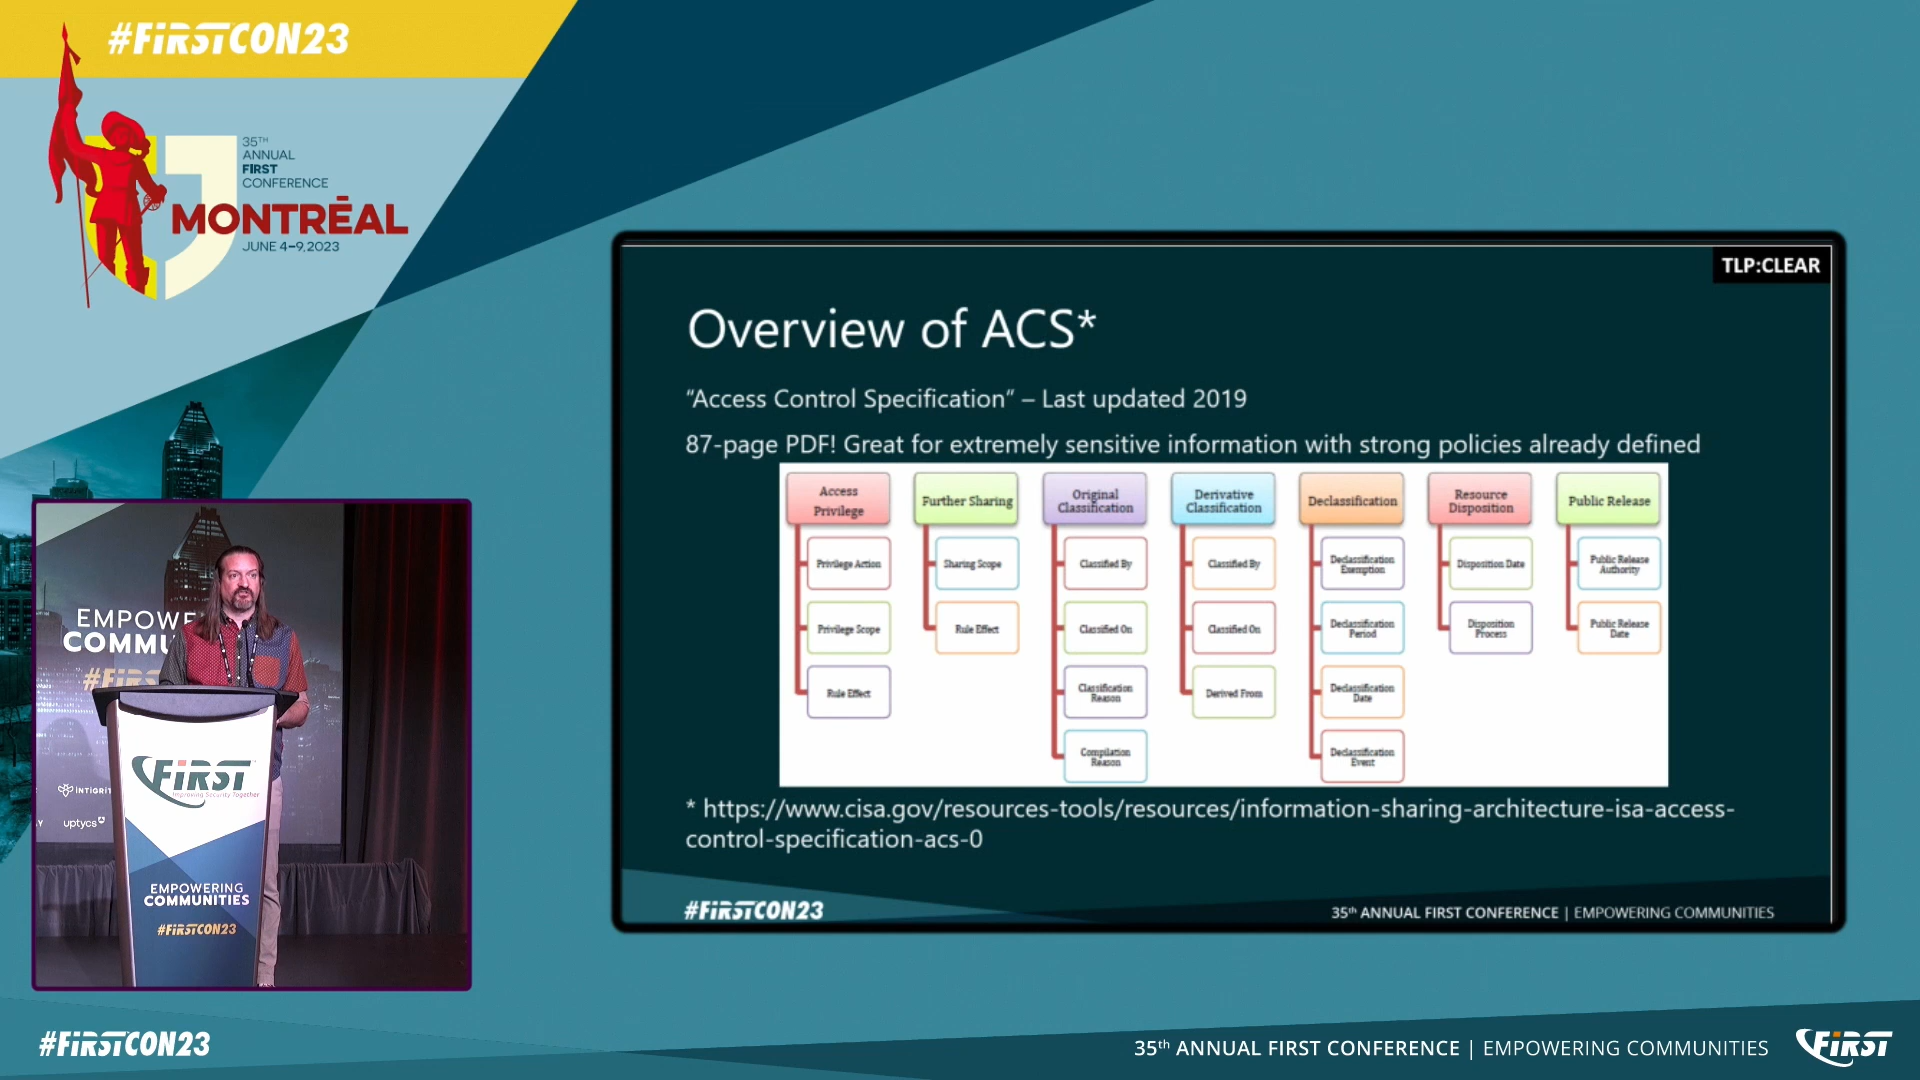 #FiRSTCON23
35TH
ANNUAL
FIRST
CONFERENCE
MONTRÉAL
JUNE 4–9, 2023
TLP:CLEAR
Overview of ACS*
"Access Control Specification" – Last updated 2019
87-page PDF! Great for extremely sensitive information with strong policies already defined
Access
Privilege
Privilege Action
Privilege Scope
Rule Effect
Further Sharing
Sharing Scope
Rule Effect
Original
Classification
Classified By
Classified On
Classification
Reason
Compilation
Reason
Derivative
Classification
Classified By
Classified On
Derived From
Declassification
Declassification
Exemption
Declassification
Period
Declassification
Date
Declassification
Event
Resource
Disposition
Disposition Date
Disposition
Process
Public Release
Public Release
Authority
Public Release
Date
* https://www.cisa.gov/resources-tools/resources/information-sharing-architecture-isa-access-
control-specification-acs-0
#FiRSTCON23
35th ANNUAL FIRST CONFERENCE | EMPOWERING COMMUNITIES
EMPOWE
COMMU
#FiRS
INTIGRIT
uptycs
FiRST
Improving Security Together
EMPOWERING
COMMUNITIES
#FiRSTCON23
#FiRSTCON23
35th ANNUAL FIRST CONFERENCE | EMPOWERING COMMUNITIES
FiRST